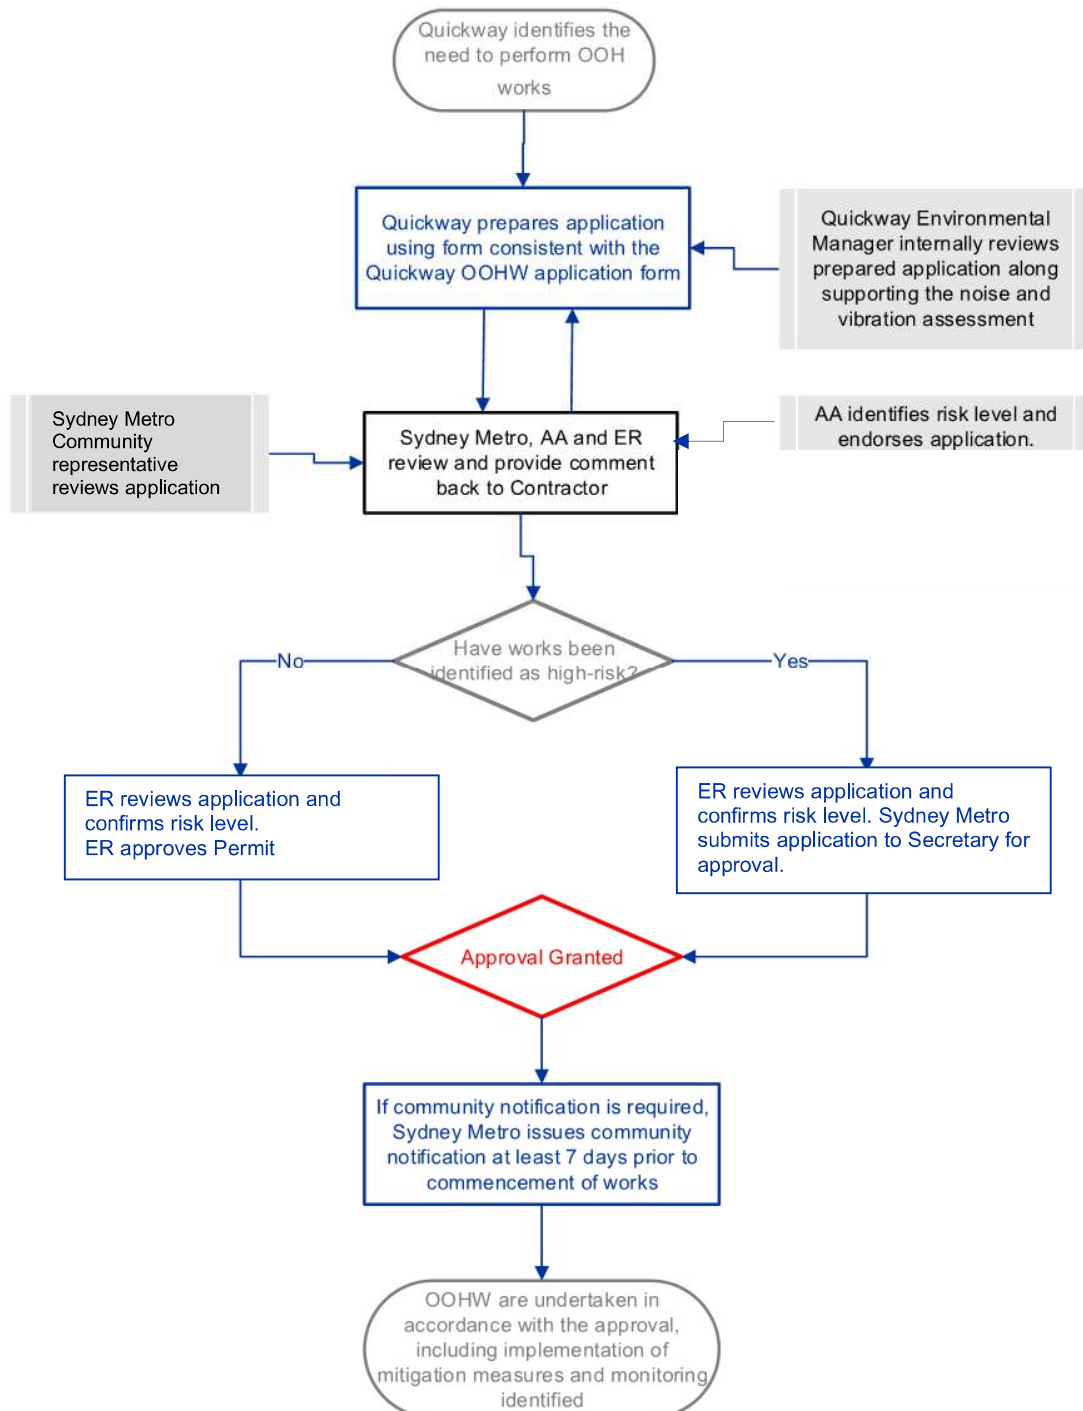 Quickway identifies the
need to perform OOH
works
Quickway prepares application
using form consistent with the
Quickway OOHW application form
Quickway Environmental
Manager internally reviews
prepared application along
supporting the noise and
vibration assessment
Sydney Metro
Community
representative
reviews application
Sydney Metro, AA and ER
review and provide comment
back to Contractor
AA identifies risk level and
endorses application.
Have works been
identified as high-risk?
No
Yes
ER reviews application and
confirms risk level.
ER approves Permit
ER reviews application and
confirms risk level. Sydney Metro
submits application to Secretary for
approval.
Approval Granted
If community notification is required,
Sydney Metro issues community
notification at least 7 days prior to
commencement of works
OOHW are undertaken in
accordance with the approval,
including implementation of
mitigation measures and monitoring
identified